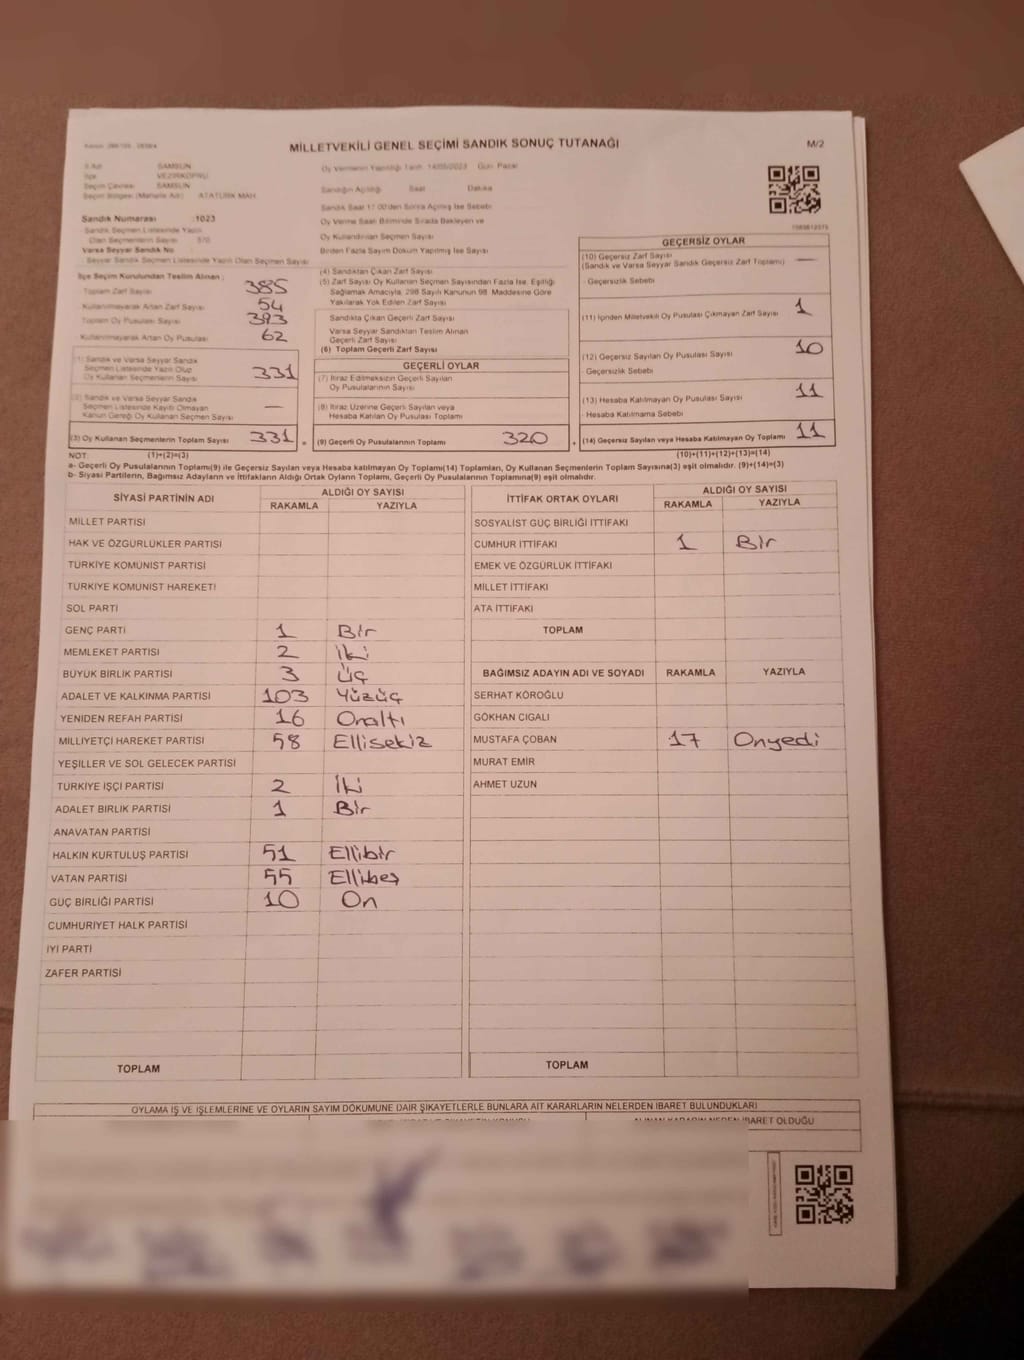 MİLLETVEKİLİ GENEL SEÇİMİ SANDIK SONUÇ TUTANAĞI
M/2
SAMSUN
VEZİRKÖPRÜ
Seçim Çevresi SAMSUN
Seçim Bölgesi (Mahalle Adı) ATATÜRK MAH.
Sandık Numarası :1023
Sandık Seçmen Listesinde Yazılı
Olan Seçmenlerin Sayısı 370
Varsa Seyyar Sandık No
Seyyar Sandık Seçmen Listesinde Yazılı Olan Seçmen Sayısı
İlçe Seçim Kurulundan Teslim Alınan :
Toplam Zarf Sayısı 385
Kullanılmayarak Artan Zarf Sayısı 54
Toplam Oy Pusulası Sayısı 393
Kullanılmayarak Artan Oy Pusulası 62
(1) Sandık ve Varsa Seyyar Sandık
Seçmen Listesinde Yazılı Olup
Oy Kullanan Seçmenlerin Sayısı 331
(2) Sandık ve Varsa Seyyar Sandık
Seçmen Listesinde Kayıtlı Olmayan
Kanun Gereği Oy Kullanan Seçmen Sayısı —
(3) Oy Kullanan Seçmenlerin Toplam Sayısı 331 =
Oy Vermenin Yapıldığı Tarih 14/05/2023 Gün Pazar
Sandığın Açıldığı Saat Dakika
Sandık Saat 17.00'den Sonra Açılmış İse Sebebi
Oy Verme Saati Bitiminde Sırada Bekleyen ve
Oy Kullandırılan Seçmen Sayısı
Birden Fazla Sayım Döküm Yapılmış İse Sayısı
(4) Sandıktan Çıkan Zarf Sayısı
(5) Zarf Sayısı Oy Kullanan Seçmen Sayısından Fazla İse, Eşitliği
Sağlamak Amacıyla, 298 Sayılı Kanunun 98. Maddesine Göre
Yakılarak Yok Edilen Zarf Sayısı
Sandıkta Çıkan Geçerli Zarf Sayısı
Varsa Seyyar Sandıktan Teslim Alınan
Geçerli Zarf Sayısı
(6) Toplam Geçerli Zarf Sayısı
GEÇERLİ OYLAR
(7) İtiraz Edilmeksizin Geçerli Sayılan
Oy Pusulalarının Sayısı
(8) İtiraz Üzerine Geçerli Sayılan veya
Hesaba Katılan Oy Pusulası Toplamı
(9) Geçerli Oy Pusulalarının Toplamı 320 +
GEÇERSİZ OYLAR
(10) Geçersiz Zarf Sayısı
(Sandık ve Varsa Seyyar Sandık Geçersiz Zarf Toplamı) —
Geçersizlik Sebebi
(11) İçinden Milletvekili Oy Pusulası Çıkmayan Zarf Sayısı 1
(12) Geçersiz Sayılan Oy Pusulası Sayısı 10
Geçersizlik Sebebi
(13) Hesaba Katılmayan Oy Pusulası Sayısı 11
Hesaba Katılmama Sebebi
(14) Geçersiz Sayılan veya Hesaba Katılmayan Oy Toplamı 11
NOT: (1)+(2)=(3) (10)+(11)+(12)+(13)=(14)
a- Geçerli Oy Pusulalarının Toplamı(9) ile Geçersiz Sayılan veya Hesaba katılmayan Oy Toplamı(14) Toplamları, Oy Kullanan Seçmenlerin Toplam Sayısına(3) eşit olmalıdır. (9)+(14)=(3)
b- Siyasi Partilerin, Bağımsız Adayların ve İttifakların Aldığı Ortak Oyların Toplamı, Geçerli Oy Pusulalarının Toplamına(9) eşit olmalıdır.
SİYASİ PARTİNİN ADI ALDIĞI OY SAYISI
RAKAMLA YAZIYLA
MİLLET PARTİSİ
HAK VE ÖZGÜRLÜKLER PARTİSİ
TÜRKİYE KOMÜNİST PARTİSİ
TÜRKİYE KOMÜNİST HAREKETİ
SOL PARTİ
GENÇ PARTİ 1 Bir
MEMLEKET PARTİSİ 2 İki
BÜYÜK BİRLİK PARTİSİ 3 Üç
ADALET VE KALKINMA PARTİSİ 103 Yüzüç
YENİDEN REFAH PARTİSİ 16 Onaltı
MİLLİYETÇİ HAREKET PARTİSİ 58 Ellisekiz
YEŞİLLER VE SOL GELECEK PARTİSİ
TÜRKİYE İŞÇİ PARTİSİ 2 İki
ADALET BİRLİK PARTİSİ 1 Bir
ANAVATAN PARTİSİ
HALKIN KURTULUŞ PARTİSİ 51 Ellibir
VATAN PARTİSİ 55 Ellibeş
GÜÇ BİRLİĞİ PARTİSİ 10 On
CUMHURİYET HALK PARTİSİ
İYİ PARTİ
ZAFER PARTİSİ
TOPLAM
İTTİFAK ORTAK OYLARI ALDIĞI OY SAYISI
RAKAMLA YAZIYLA
SOSYALİST GÜÇ BİRLİĞİ İTTİFAKI
CUMHUR İTTİFAKI 1 Bir
EMEK VE ÖZGÜRLÜK İTTİFAKI
MİLLET İTTİFAKI
ATA İTTİFAKI
TOPLAM
BAĞIMSIZ ADAYIN ADI VE SOYADI RAKAMLA YAZIYLA
SERHAT KÖROĞLU
GÖKHAN CIGALI
MUSTAFA ÇOBAN 17 Onyedi
MURAT EMİR
AHMET UZUN
TOPLAM
OYLAMA İŞ VE İŞLEMLERİNE VE OYLARIN SAYIM DÖKÜMÜNE DAİR ŞİKAYETLERLE BUNLARA AİT KARARLARIN NELERDEN İBARET BULUNDUKLARI
İBARET OLDUĞU